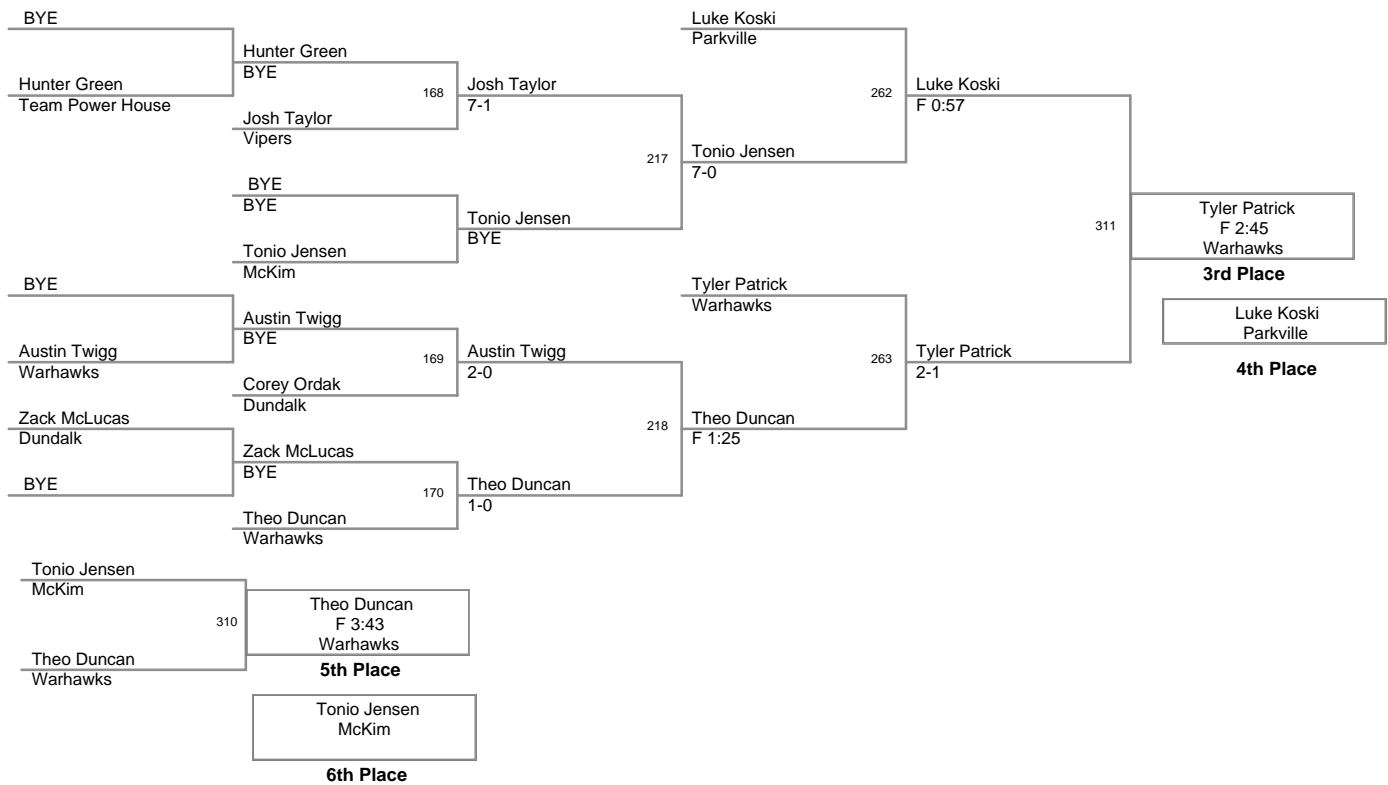 BYE
Hunter Green
Team Power House
Hunter Green
BYE
168
Josh Taylor
Vipers
Josh Taylor
7-1
BYE
BYE
Tonio Jensen
McKim
Tonio Jensen
BYE
217
Luke Koski
Parkville
262
Tonio Jensen
7-0
Luke Koski
F 0:57
BYE
Austin Twigg
Warhawks
Austin Twigg
BYE
169
Corey Ordak
Dundalk
Austin Twigg
2-0
Zack McLucas
Dundalk
BYE
Zack McLucas
BYE
170
Theo Duncan
Warhawks
Theo Duncan
1-0
218
Tyler Patrick
Warhawks
263
Theo Duncan
F 1:25
Tyler Patrick
2-1
311
Tyler Patrick
F 2:45
Warhawks
3rd Place
Luke Koski
Parkville
4th Place
Tonio Jensen
McKim
310
Theo Duncan
Warhawks
Theo Duncan
F 3:43
Warhawks
5th Place
Tonio Jensen
McKim
6th Place